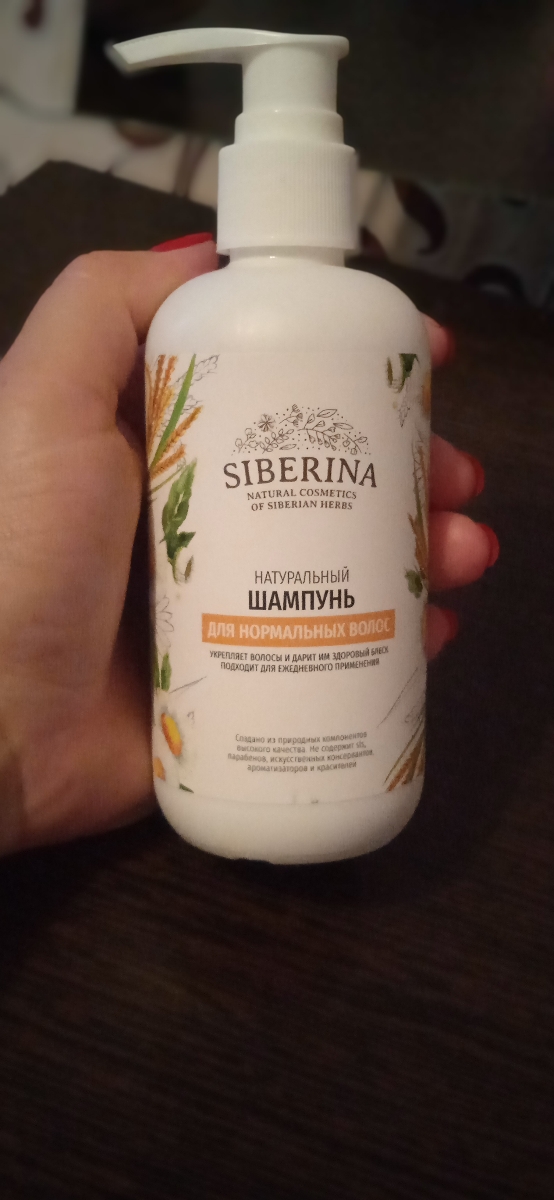 SIBERINA
NATURAL COSMETICS
OF SIBERIAN HERBS
НАТУРАЛЬНЫЙ
ШАМПУНЬ
ДЛЯ НОРМАЛЬНЫХ ВОЛОС
УКРЕПЛЯЕТ ВОЛОСЫ И ДАРИТ ИМ ЗДОРОВЫЙ БЛЕСК
ПОДХОДИТ ДЛЯ ЕЖЕДНЕВНОГО ПРИМЕНЕНИЯ
Создано из природных компонентов
высокого качества. Не содержит sls,
парабенов, искусственных консервантов,
ароматизаторов и красителей